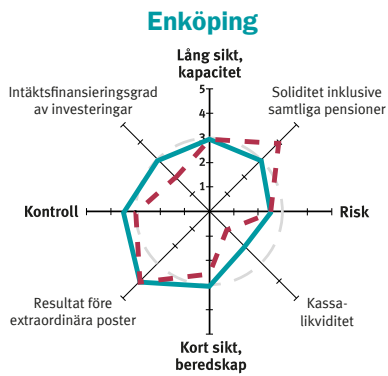 Enköping
Lång sikt,
kapacitet
Intäktsfinansieringsgrad
av investeringar
Soliditet inklusive
samtliga pensioner
5
4
3
2
1
Kontroll
Risk
Resultat före
extraordinära poster
Kassa-
likviditet
Kort sikt,
beredskap